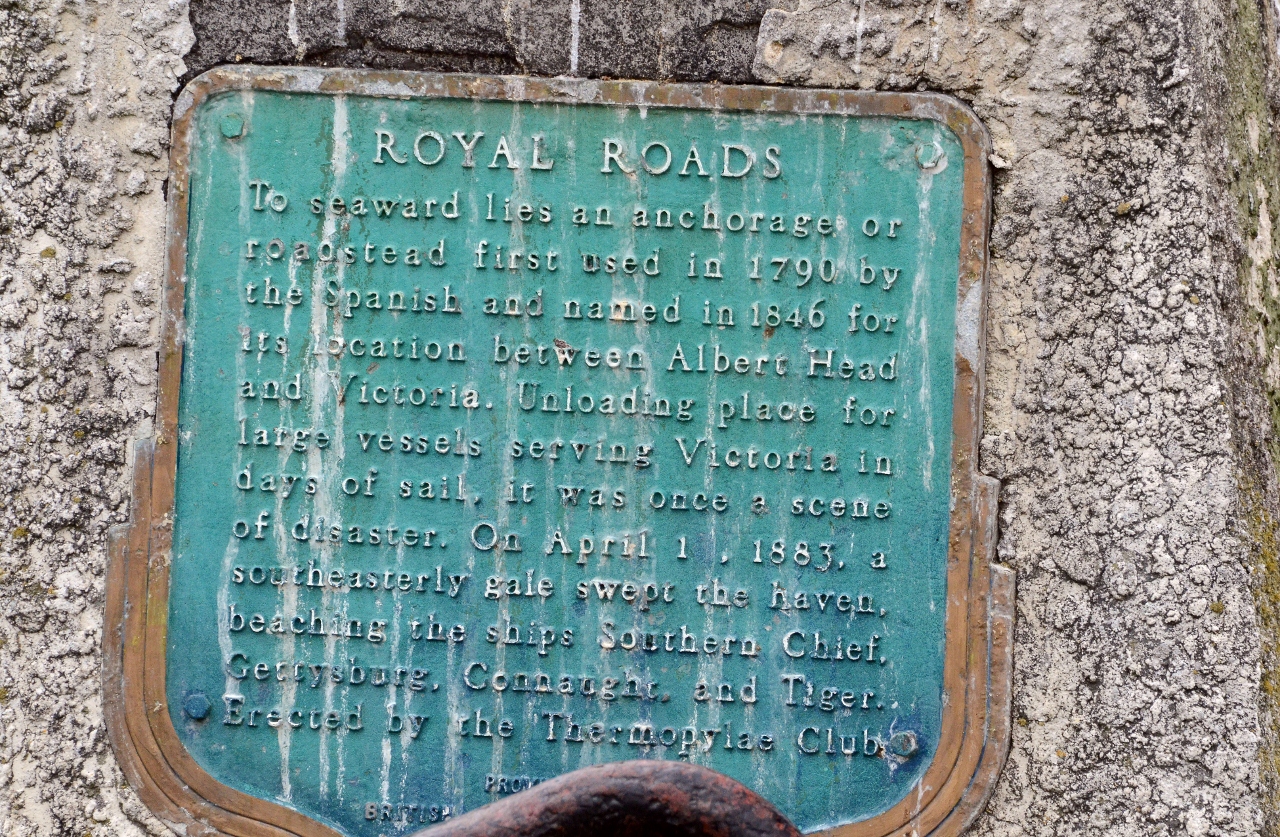 ROYAL ROADS
To seaward lies an anchorage or
roadstead first used in 1790 by
the Spanish and named in 1846 for
its location between Albert Head
and Victoria. Unloading place for
large vessels serving Victoria in
days of sail, it was once a scene
of disaster. On April 1 , 1883, a
southeasterly gale swept the haven,
beaching the ships Southern Chief,
Gettysburg, Connaught, and Tiger.
Erected by the Thermopylae Club
BRITISH